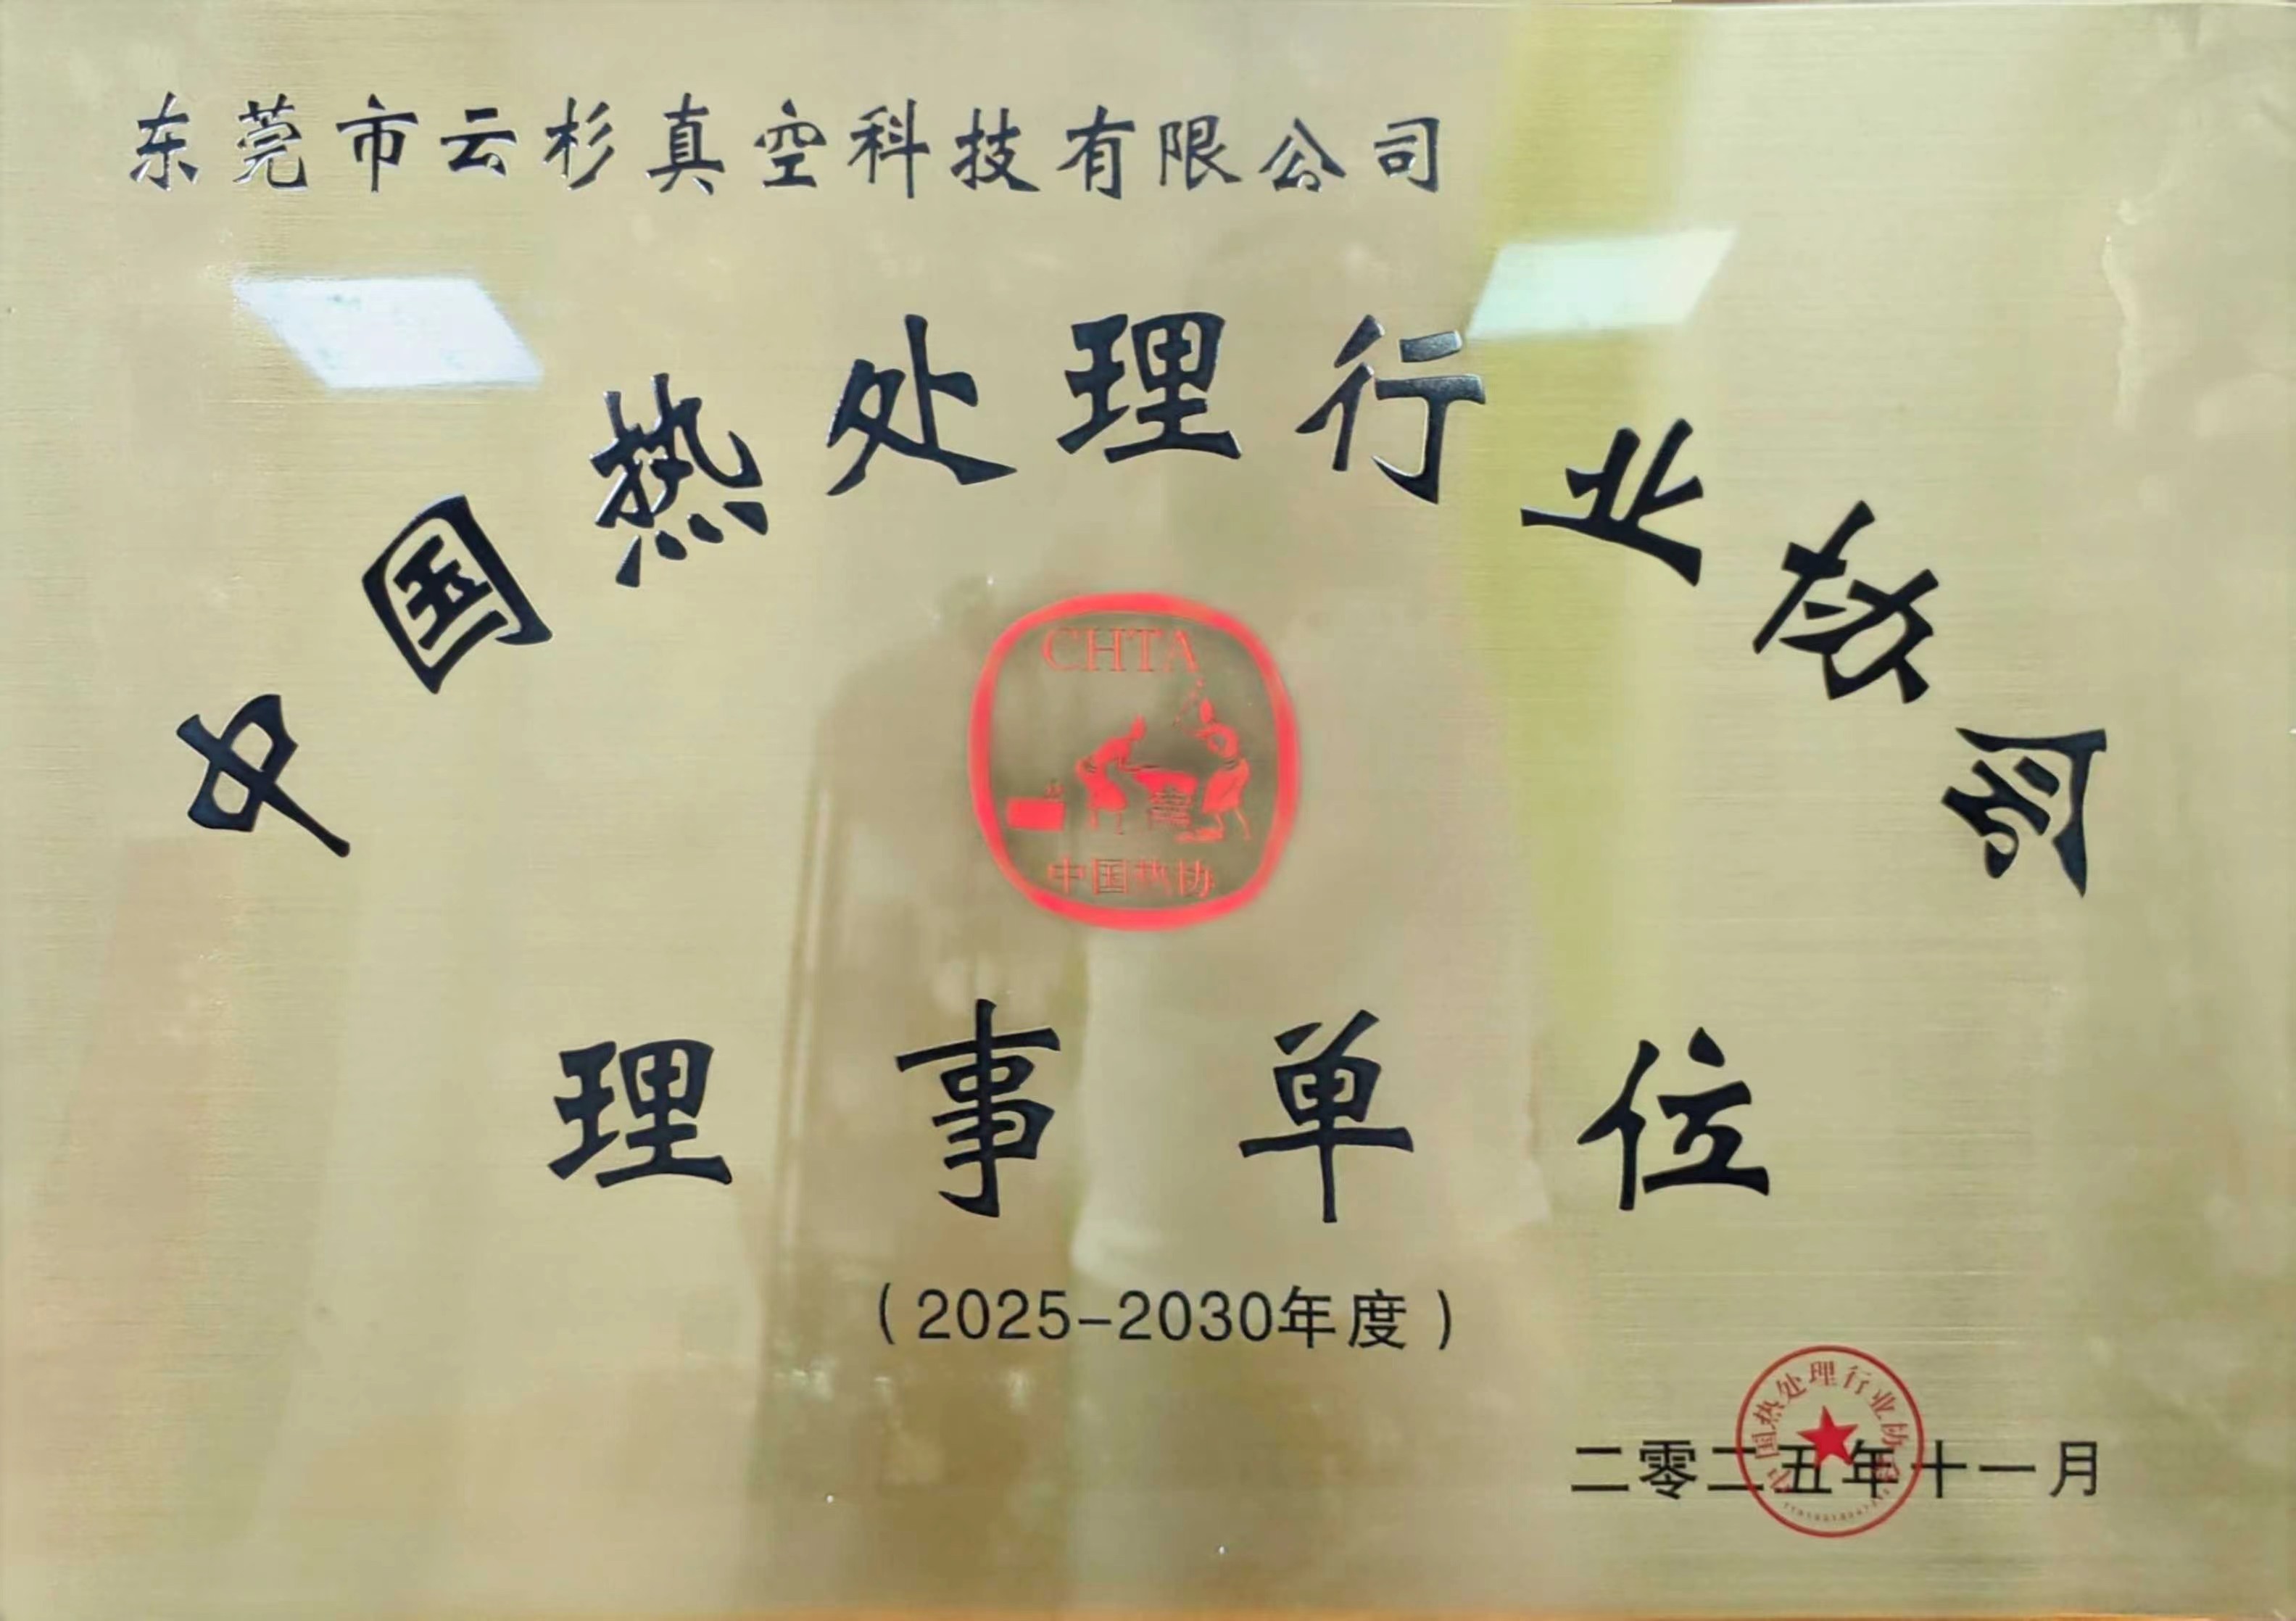 东莞市云杉真空科技有限公司
中国热处理行业协会
CHTA
中国热协
理事单位
（2025-2030年度）
中国热处理行业协会
二零二五年十一月